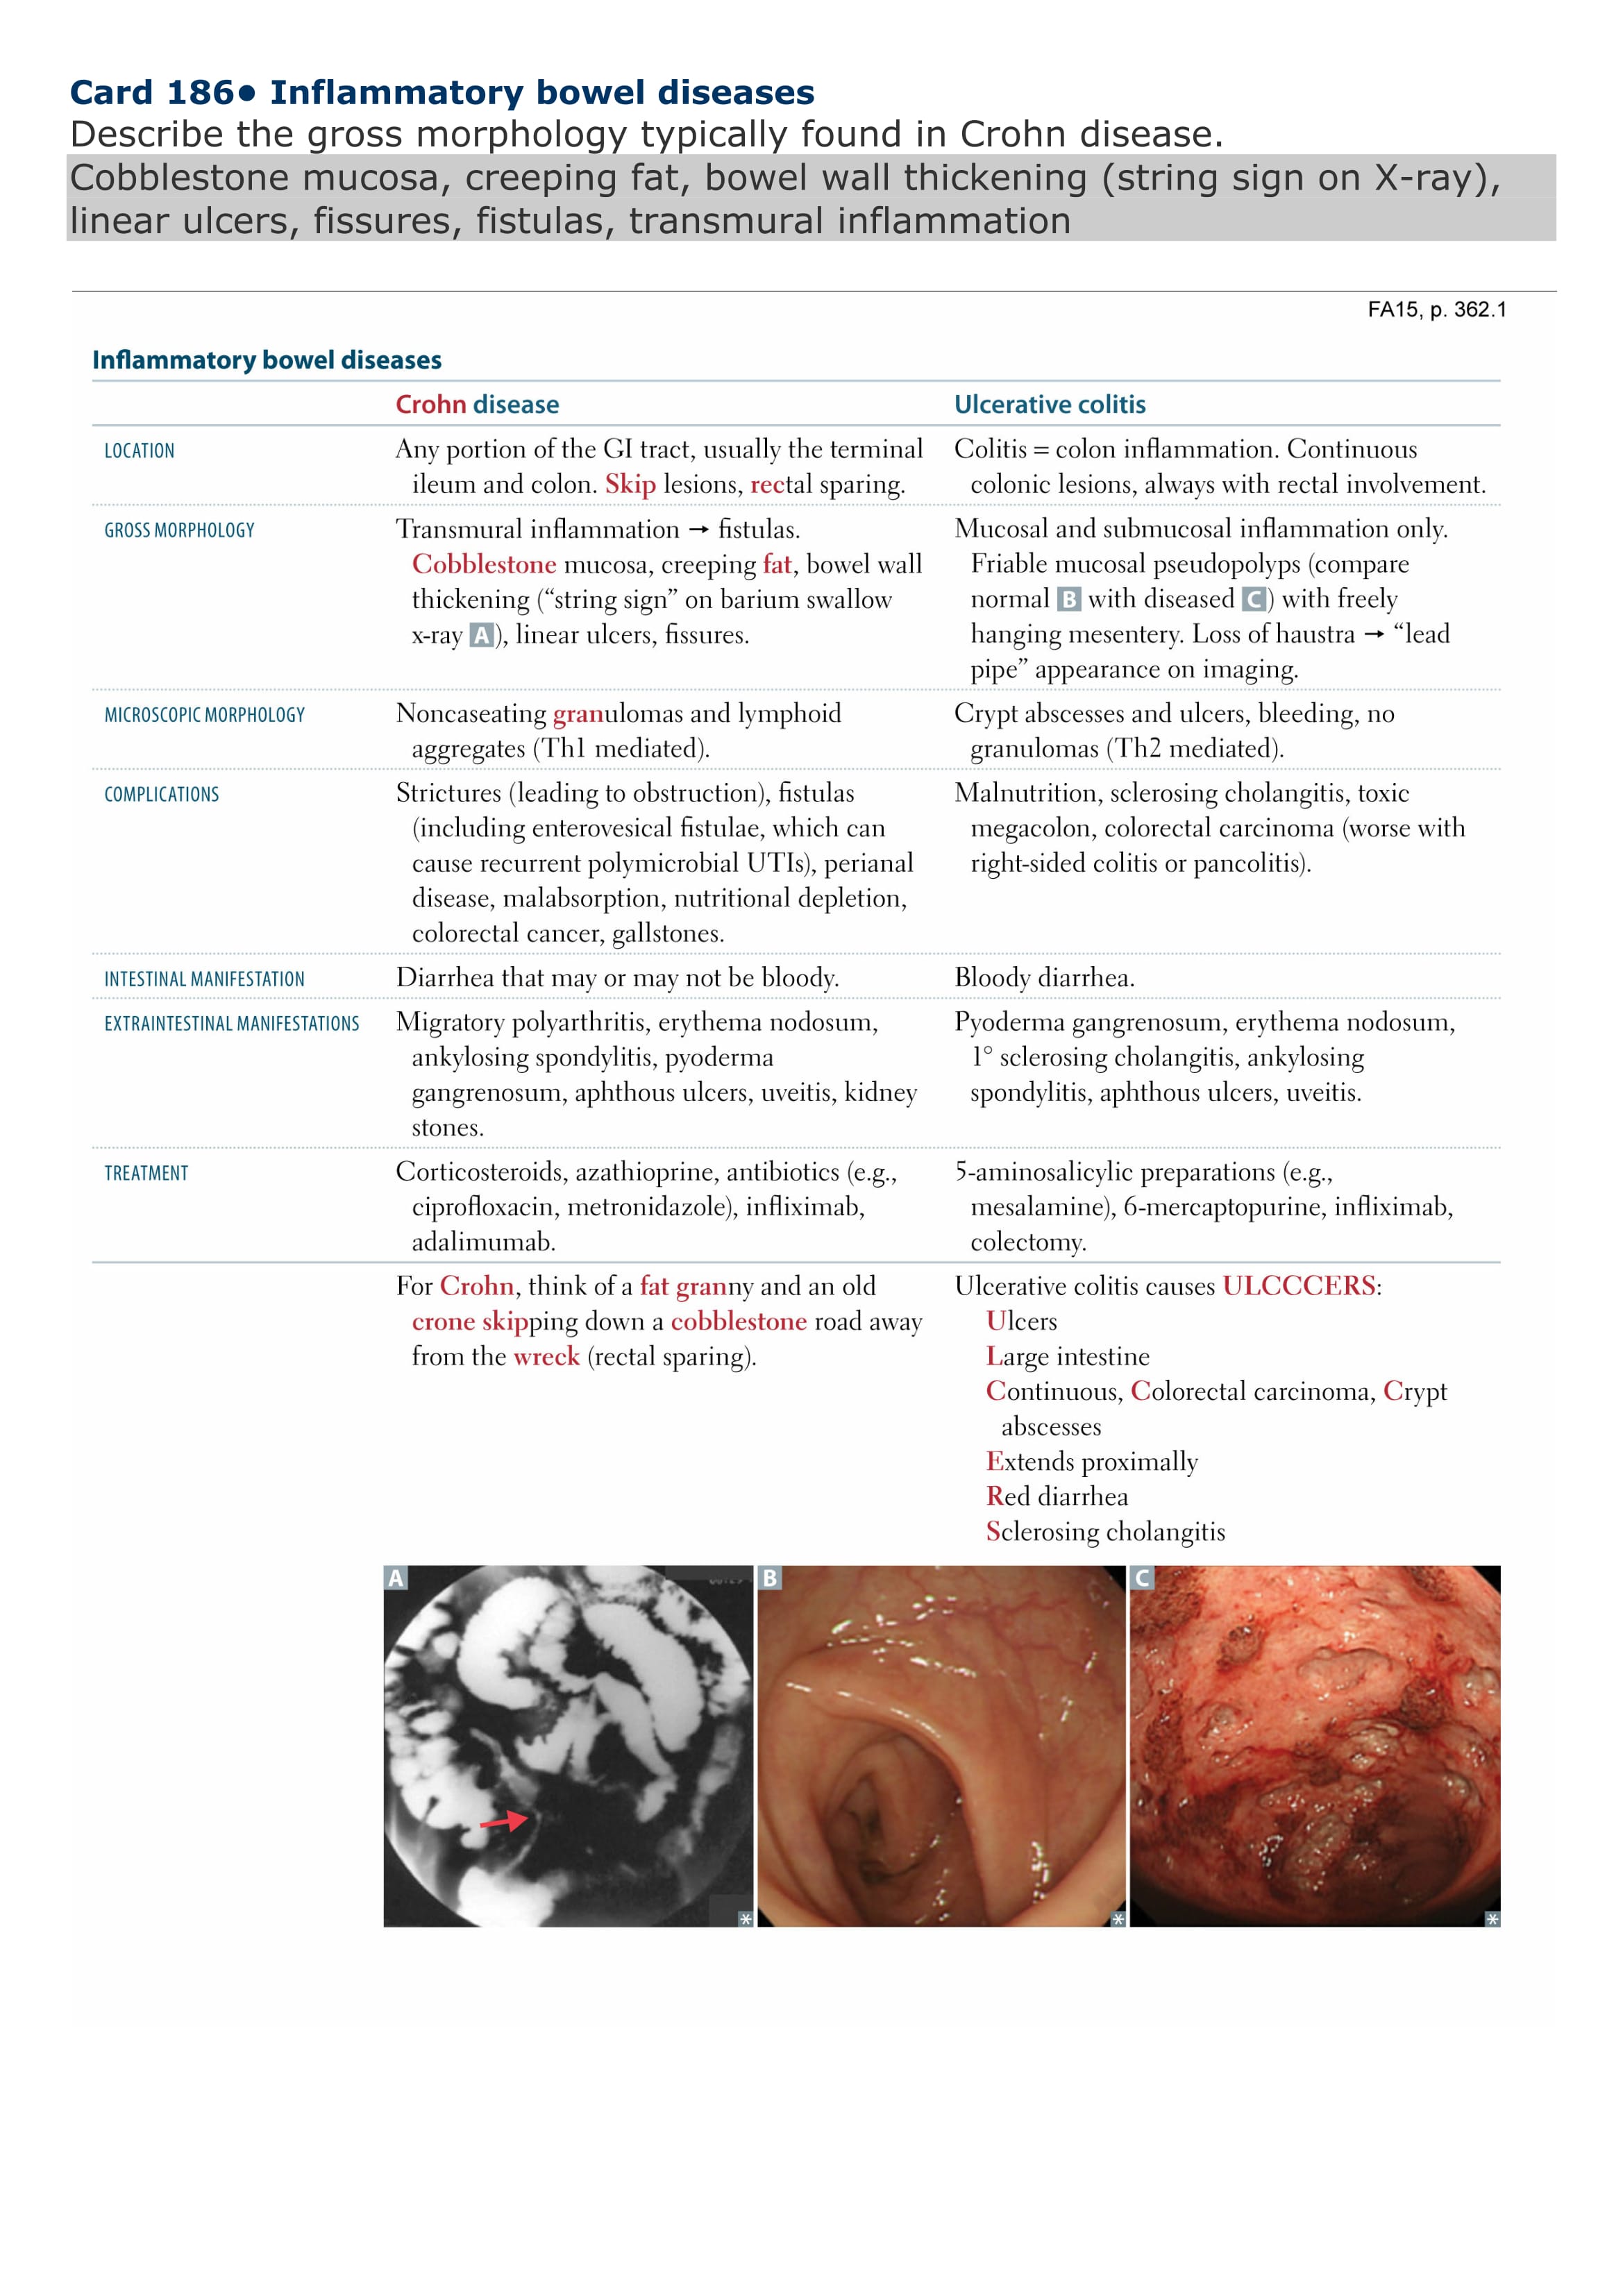 Card 186• Inflammatory bowel diseases
Describe the gross morphology typically found in Crohn disease.
Cobblestone mucosa, creeping fat, bowel wall thickening (string sign on X-ray),
linear ulcers, fissures, fistulas, transmural inflammation
FA15, p. 362.1
Inflammatory bowel diseases
Crohn disease
Ulcerative colitis
LOCATION
Any portion of the GI tract, usually the terminal
ileum and colon. Skip lesions, rectal sparing.
Colitis = colon inflammation. Continuous
colonic lesions, always with rectal involvement.
GROSS MORPHOLOGY
Transmural inflammation → fistulas.
Cobblestone mucosa, creeping fat, bowel wall
thickening (“string sign” on barium swallow
x-ray A), linear ulcers, fissures.
Mucosal and submucosal inflammation only.
Friable mucosal pseudopolyps (compare
normal B with diseased C) with freely
hanging mesentery. Loss of haustra → “lead
pipe” appearance on imaging.
MICROSCOPIC MORPHOLOGY
Noncaseating granulomas and lymphoid
aggregates (Th1 mediated).
Crypt abscesses and ulcers, bleeding, no
granulomas (Th2 mediated).
COMPLICATIONS
Strictures (leading to obstruction), fistulas
(including enterovesical fistulae, which can
cause recurrent polymicrobial UTIs), perianal
disease, malabsorption, nutritional depletion,
colorectal cancer, gallstones.
Malnutrition, sclerosing cholangitis, toxic
megacolon, colorectal carcinoma (worse with
right-sided colitis or pancolitis).
INTESTINAL MANIFESTATION
Diarrhea that may or may not be bloody.
Bloody diarrhea.
EXTRAINTESTINAL MANIFESTATIONS
Migratory polyarthritis, erythema nodosum,
ankylosing spondylitis, pyoderma
gangrenosum, aphthous ulcers, uveitis, kidney
stones.
Pyoderma gangrenosum, erythema nodosum,
1° sclerosing cholangitis, ankylosing
spondylitis, aphthous ulcers, uveitis.
TREATMENT
Corticosteroids, azathioprine, antibiotics (e.g.,
ciprofloxacin, metronidazole), infliximab,
adalimumab.
5-aminosalicylic preparations (e.g.,
mesalamine), 6-mercaptopurine, infliximab,
colectomy.
For Crohn, think of a fat granny and an old
crone skipping down a cobblestone road away
from the wreck (rectal sparing).
Ulcerative colitis causes ULCCCERS:
Ulcers
Large intestine
Continuous, Colorectal carcinoma, Crypt
abscesses
Extends proximally
Red diarrhea
Sclerosing cholangitis
A
B
C